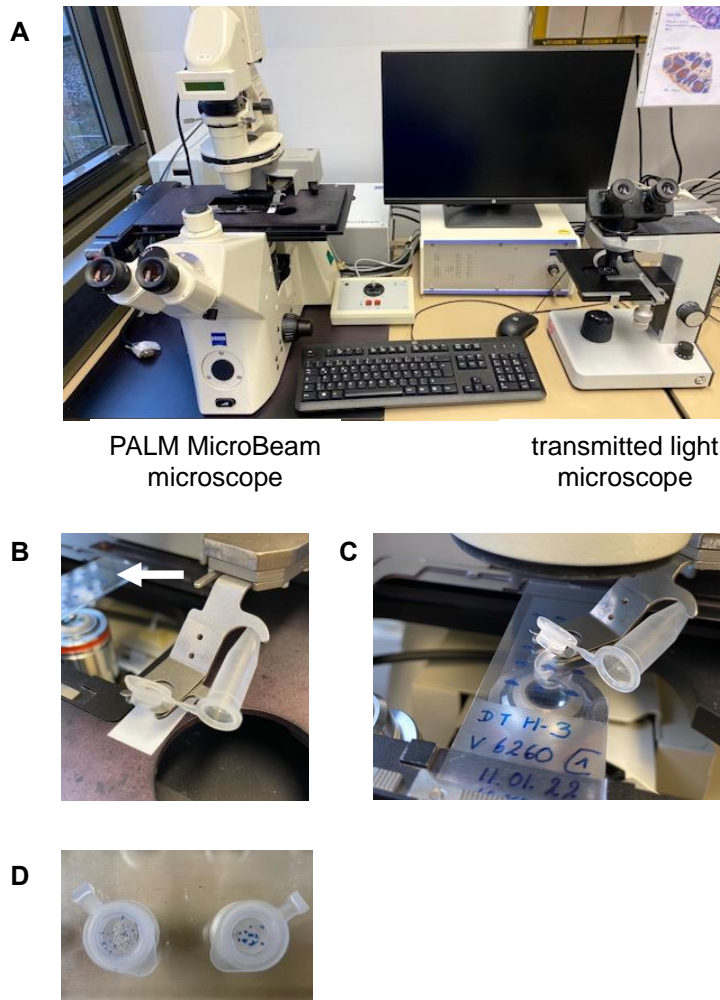 A
PALM MicroBeam
microscope
transmitted light
microscope
B
C
DT H-3
V 6260 1
11.01.22
D